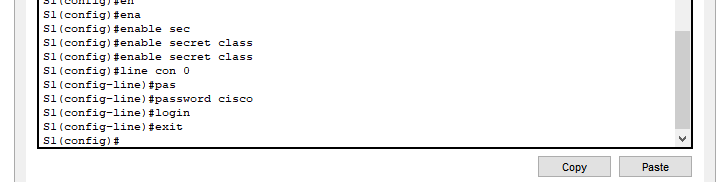 S1(config)#en
S1(config)#ena
S1(config)#enable sec
S1(config)#enable secret class
S1(config)#enable secret class
S1(config)#line con 0
S1(config-line)#pas
S1(config-line)#password cisco
S1(config-line)#login
S1(config-line)#exit
S1(config)#
Copy
Paste